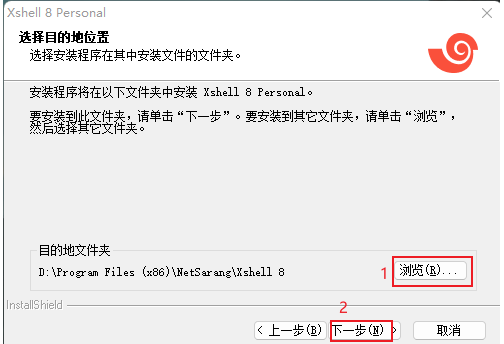 Xshell 8 Personal
选择目的地位置
选择安装程序在其中安装文件的文件夹。
安装程序将在以下文件夹中安装 Xshell 8 Personal。
要安装到此文件夹，请单击“下一步”。要安装到其它文件夹，请单击“浏览”，
然后选择其它文件夹。
目的地文件夹
D:\Program Files (x86)\NetSarang\Xshell 8
1
浏览(R)...
InstallShield
2
< 上一步(B)
下一步(N) >
取消